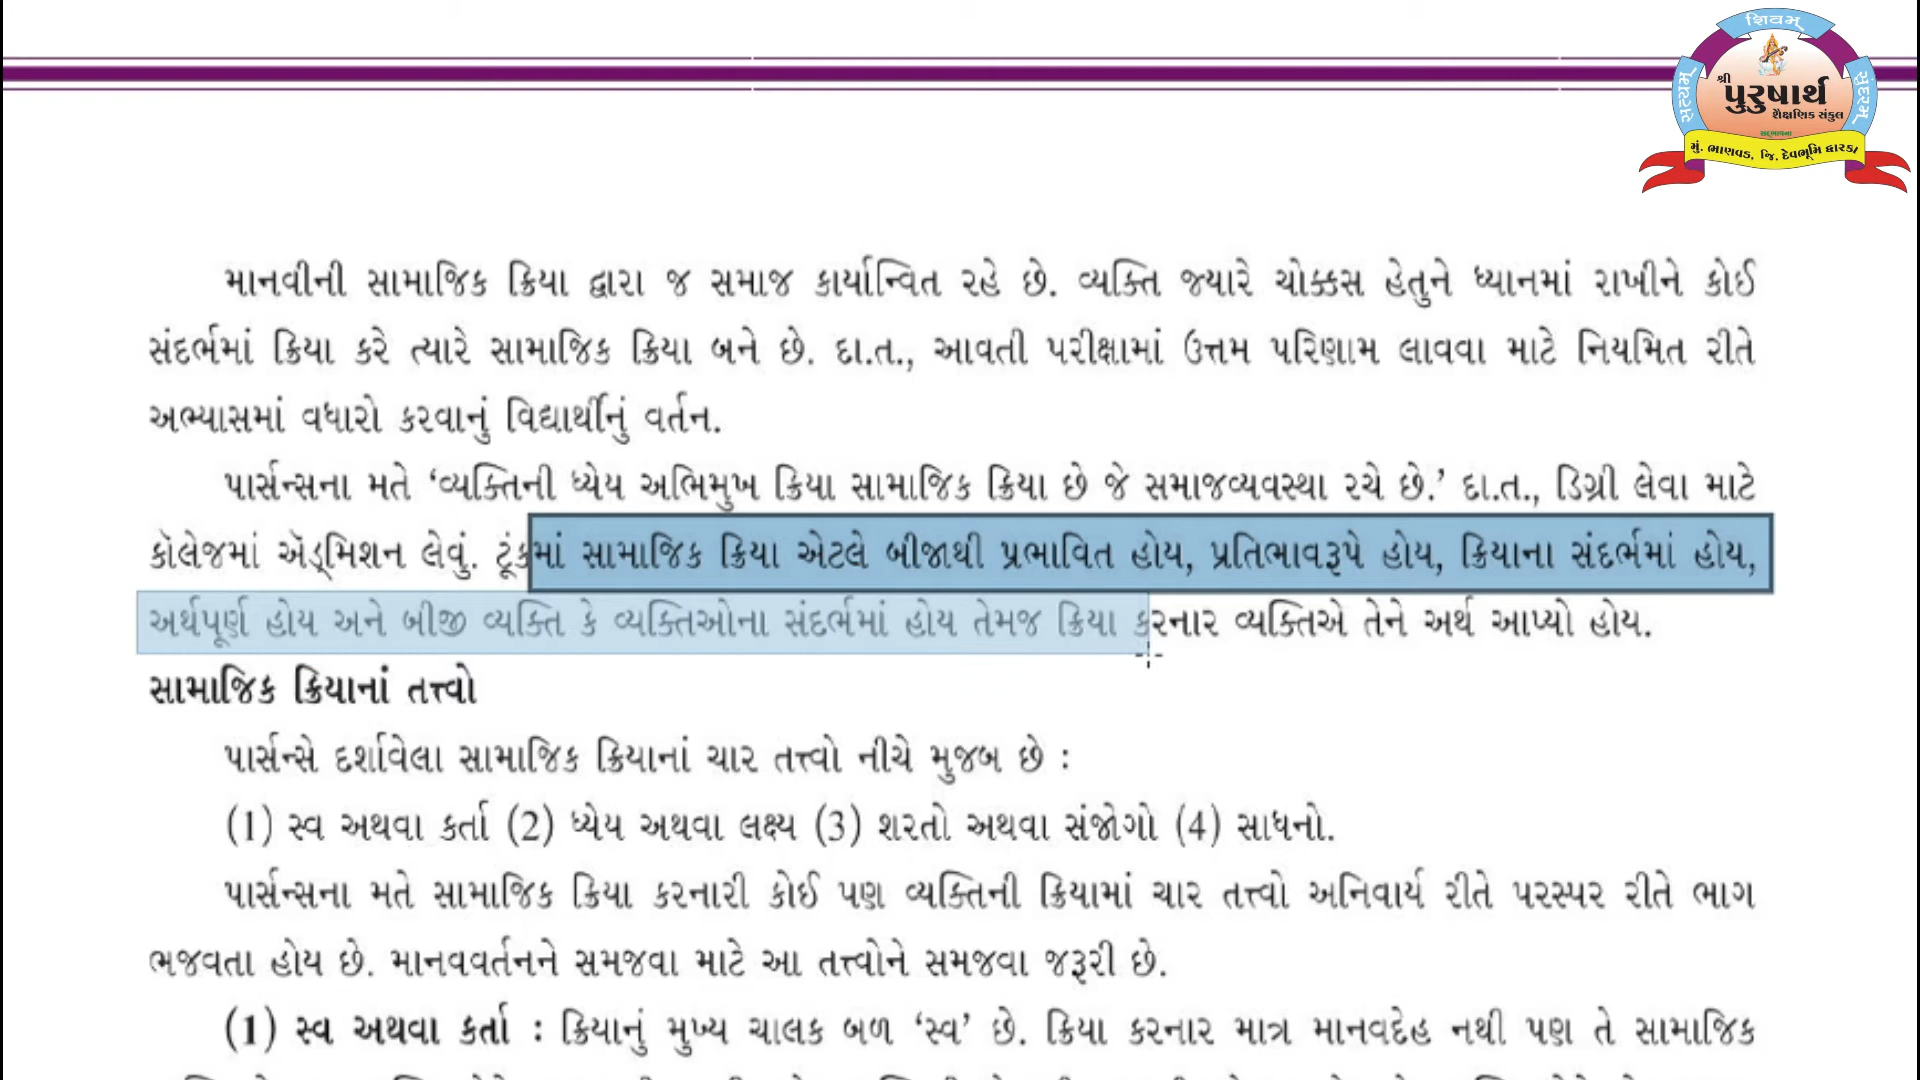 શિવમ્
સત્યમ્
સુંદરમ્
શ્રી
પુરુષાર્થ
શૈક્ષણિક સંકુલ
મું. ભાણવડ, જિ. દેવભૂમિ દ્વારકા
માનવીની સામાજિક ક્રિયા દ્વારા જ સમાજ કાર્યાન્વિત રહે છે. વ્યક્તિ જ્યારે ચોક્કસ હેતુને ધ્યાનમાં રાખીને કોઈ
સંદર્ભમાં ક્રિયા કરે ત્યારે સામાજિક ક્રિયા બને છે. દા.ત., આવતી પરીક્ષામાં ઉત્તમ પરિણામ લાવવા માટે નિયમિત રીતે
અભ્યાસમાં વધારો કરવાનું વિદ્યાર્થીનું વર્તન.
પાર્સન્સના મતે ‘વ્યક્તિની ધ્યેય અભિમુખ ક્રિયા સામાજિક ક્રિયા છે જે સમાજવ્યવસ્થા રચે છે.’ દા.ત., ડિગ્રી લેવા માટે
કૉલેજમાં ઍડ્મિશન લેવું. ટૂંકમાં સામાજિક ક્રિયા એટલે બીજાથી પ્રભાવિત હોય, પ્રતિભાવરૂપે હોય, ક્રિયાના સંદર્ભમાં હોય,
અર્થપૂર્ણ હોય અને બીજી વ્યક્તિ કે વ્યક્તિઓના સંદર્ભમાં હોય તેમજ ક્રિયા કરનાર વ્યક્તિએ તેને અર્થ આપ્યો હોય.
સામાજિક ક્રિયાનાં તત્ત્વો
પાર્સન્સે દર્શાવેલા સામાજિક ક્રિયાનાં ચાર તત્ત્વો નીચે મુજબ છે :
(1) સ્વ અથવા કર્તા (2) ધ્યેય અથવા લક્ષ્ય (3) શરતો અથવા સંજોગો (4) સાધનો.
પાર્સન્સના મતે સામાજિક ક્રિયા કરનારી કોઈ પણ વ્યક્તિની ક્રિયામાં ચાર તત્ત્વો અનિવાર્ય રીતે પરસ્પર રીતે ભાગ
ભજવતા હોય છે. માનવવર્તનને સમજવા માટે આ તત્ત્વોને સમજવા જરૂરી છે.
(1) સ્વ અથવા કર્તા : ક્રિયાનું મુખ્ય ચાલક બળ ‘સ્વ’ છે. ક્રિયા કરનાર માત્ર માનવદેહ નથી પણ તે સામાજિક